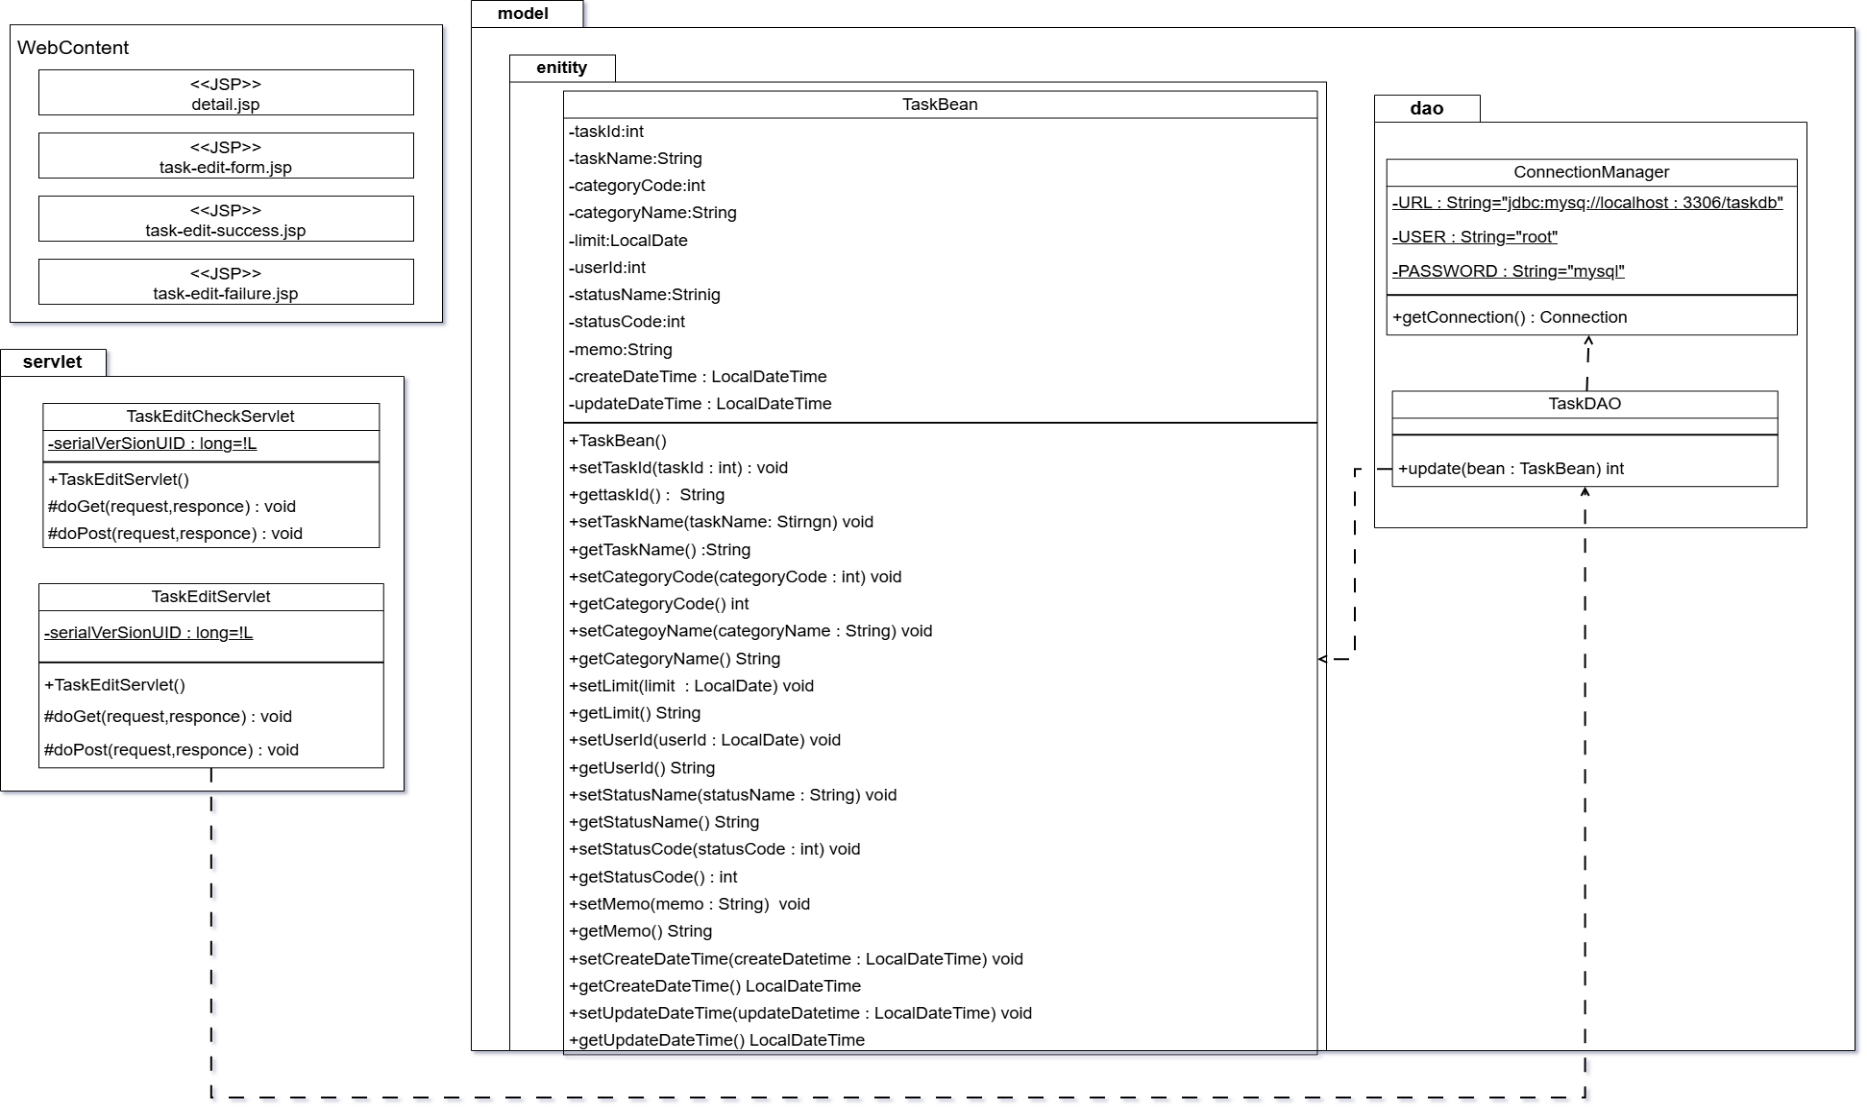 WebContent
<<JSP>>
detail.jsp
<<JSP>>
task-edit-form.jsp
<<JSP>>
task-edit-success.jsp
<<JSP>>
task-edit-failure.jsp
servlet
TaskEditCheckServlet
-serialVerSionUID : long=!L
+TaskEditServlet()
#doGet(request,responce) : void
#doPost(request,responce) : void
TaskEditServlet
-serialVerSionUID : long=!L
+TaskEditServlet()
#doGet(request,responce) : void
#doPost(request,responce) : void
model
enitity
TaskBean
-taskId:int
-taskName:String
-categoryCode:int
-categoryName:String
-limit:LocalDate
-userId:int
-statusName:Strinig
-statusCode:int
-memo:String
-createDateTime : LocalDateTime
-updateDateTime : LocalDateTime
+TaskBean()
+setTaskId(taskId : int) : void
+gettaskId() :  String
+setTaskName(taskName: Stirngn) void
+getTaskName() :String
+setCategoryCode(categoryCode : int) void
+getCategoryCode() int
+setCategoyName(categoryName : String) void
+getCategoryName() String
+setLimit(limit  : LocalDate) void
+getLimit() String
+setUserId(userId : LocalDate) void
+getUserId() String
+setStatusName(statusName : String) void
+getStatusName() String
+setStatusCode(statusCode : int) void
+getStatusCode() : int
+setMemo(memo : String)  void
+getMemo() String
+setCreateDateTime(createDatetime : LocalDateTime) void
+getCreateDateTime() LocalDateTime
+setUpdateDateTime(updateDatetime : LocalDateTime) void
+getUpdateDateTime() LocalDateTime
dao
ConnectionManager
-URL : String="jdbc:mysq://localhost : 3306/taskdb"
-USER : String="root"
-PASSWORD : String="mysql"
+getConnection() : Connection
TaskDAO
+update(bean : TaskBean) int